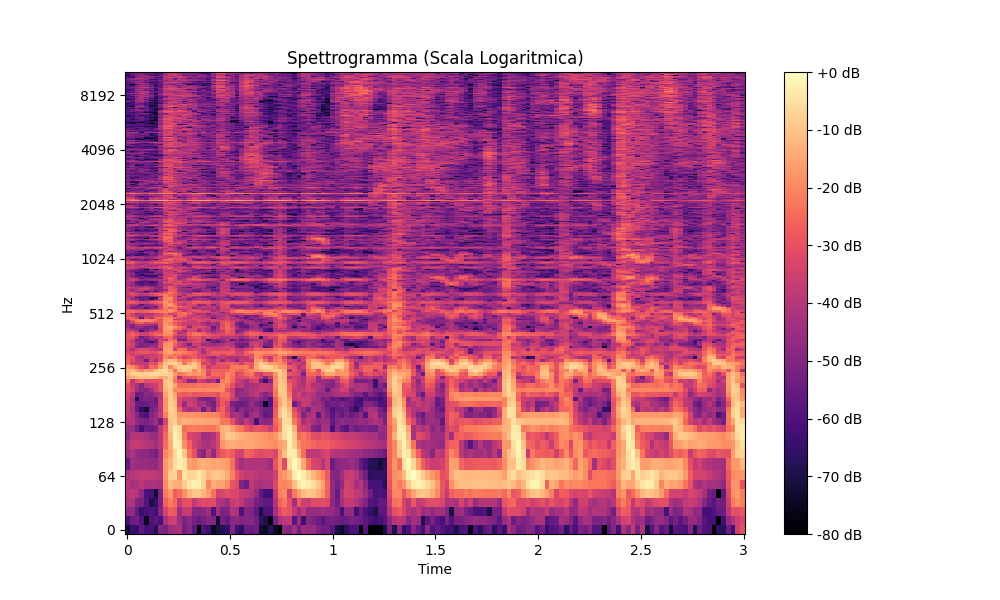 Spettrogramma (Scala Logaritmica)
Hz
8192
4096
2048
1024
512
256
128
64
0
0 0.5 1 1.5 2 2.5 3
Time
+0 dB
-10 dB
-20 dB
-30 dB
-40 dB
-50 dB
-60 dB
-70 dB
-80 dB